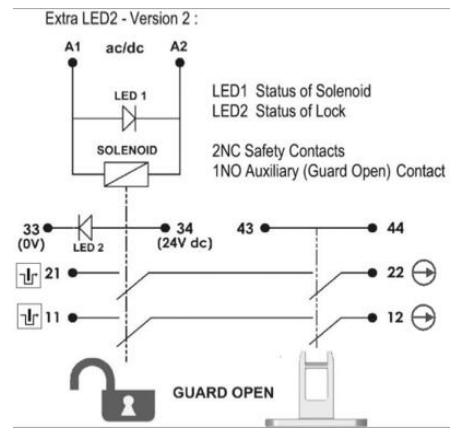 Extra LED2 - Version 2 :
A1 ac/dc A2
LED 1
LED1 Status of Solenoid
LED2 Status of Lock
SOLENOID
2NC Safety Contacts
1NO Auxiliary (Guard Open) Contact
33 34 43 44
(0V) LED 2 (24V dc)
21 22
11 12
GUARD OPEN